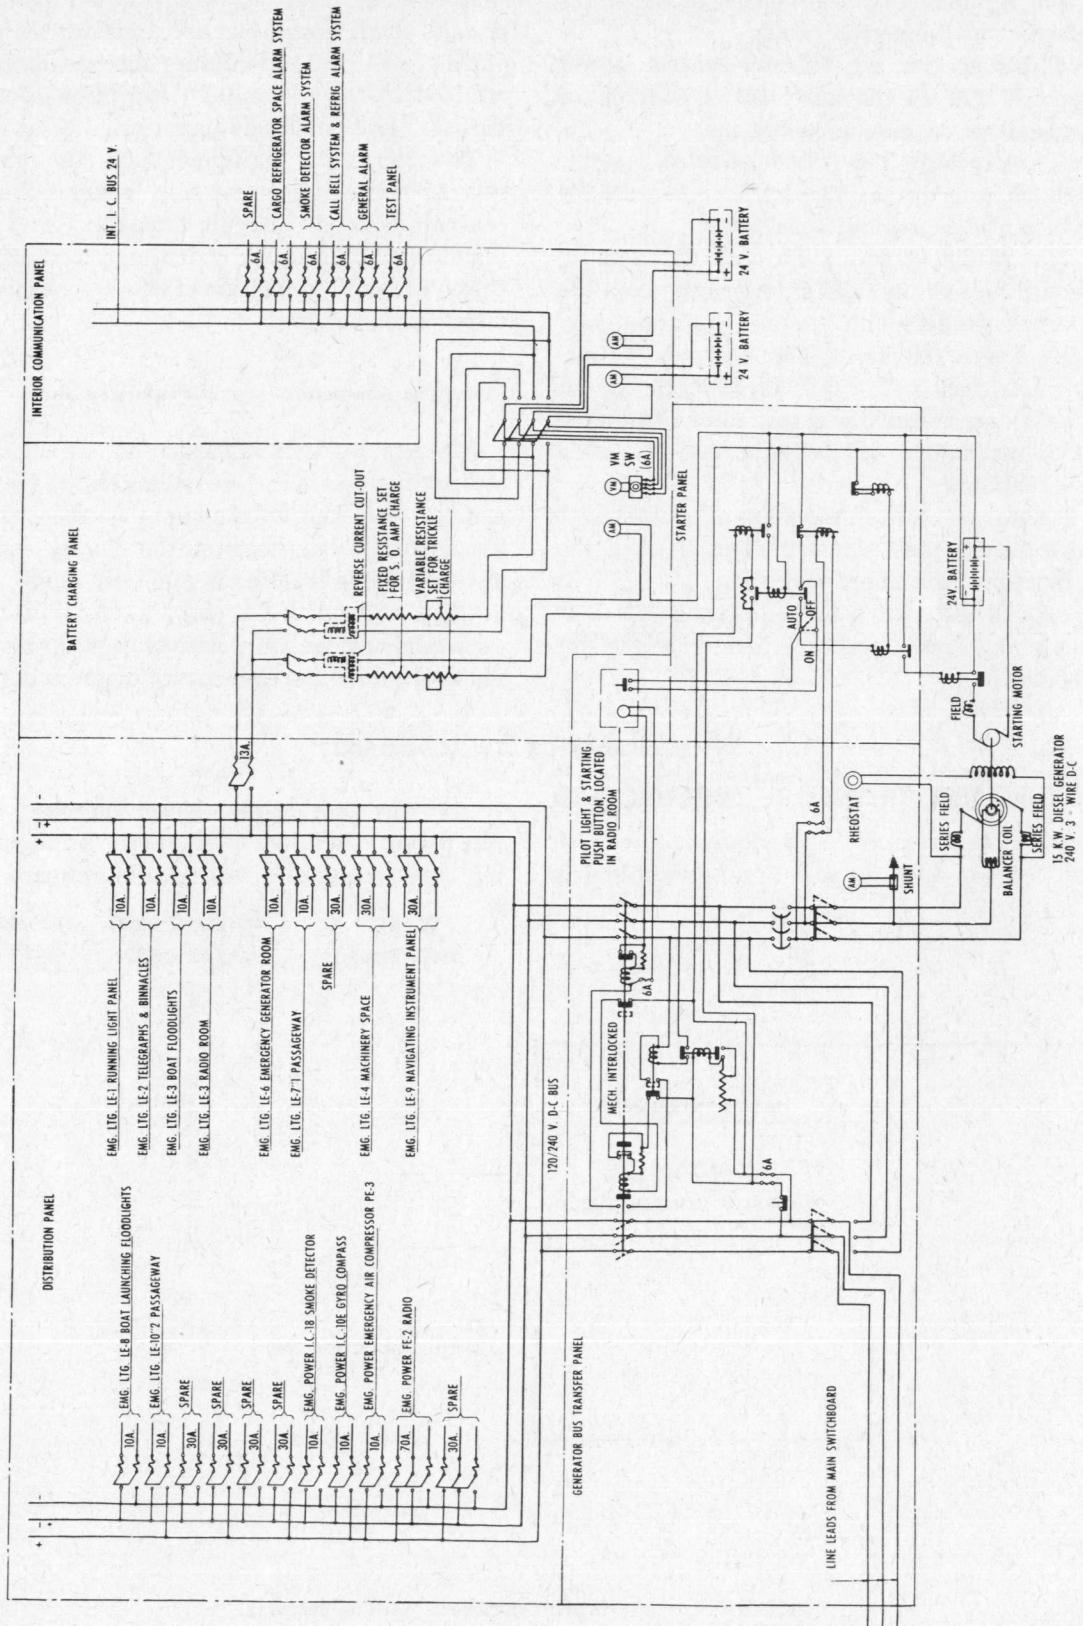 INTERIOR COMMUNICATION PANEL
INT. I. C. BUS 24 V.
SPARE
6A.
CARGO REFRIGERATOR SPACE ALARM SYSTEM
6A.
SMOKE DETECTOR ALARM SYSTEM
6A.
CALL BELL SYSTEM & REFRIG ALARM SYSTEM
6A.
GENERAL ALARM
6A.
TEST PANEL
6A.
BATTERY CHARGING PANEL
REVERSE CURRENT CUT-OUT
FIXED RESISTANCE SET
FOR S. O. AMP CHARGE
VARIABLE RESISTANCE
SET FOR TRICKLE
CHARGE
AM
AM
VM
VM
SW
(6A)
AM
+ -
24 V. BATTERY
+ -
24 V. BATTERY
STARTER PANEL
AUTO
OFF
ON
- +
24V. BATTERY
FIELD
STARTING MOTOR
13A.
PILOT LIGHT & STARTING
PUSH BUTTON, LOCATED
IN RADIO ROOM
DISTRIBUTION PANEL
+ - + -
EMG. LTG. LE-1 RUNNING LIGHT PANEL
10A.
EMG. LTG. LE-2 TELEGRAPHS & BINNACLES
10A.
EMG. LTG. LE-3 BOAT FLOODLIGHTS
10A.
EMG. LTG. LE-3 RADIO ROOM
10A.
EMG. LTG. LE-6 EMERGENCY GENERATOR ROOM
10A.
EMG. LTG. LE-7"1 PASSAGEWAY
10A.
SPARE
30A.
EMG. LTG. LE-4 MACHINERY SPACE
30A.
EMG. LTG. LE-9 NAVIGATING INSTRUMENT PANEL
30A.
+ - + -
EMG. LTG. LE-8 BOAT LAUNCHING FLOODLIGHTS
10A.
EMG. LTG. LE-10"2 PASSAGEWAY
10A.
SPARE
30A.
SPARE
30A.
SPARE
30A.
SPARE
30A.
EMG. POWER I.C.-18 SMOKE DETECTOR
10A.
EMG. POWER I.C.-10E GYRO COMPASS
10A.
EMG. POWER EMERGENCY AIR COMPRESSOR PE-3
10A.
EMG. POWER FE-2 RADIO
70A.
SPARE
30A.
120/240 V. D-C BUS
GENERATOR BUS TRANSFER PANEL
MECH. INTERLOCKED
6A
6A
6A
RHEOSTAT
AM
SHUNT
SERIES FIELD
BALANCER COIL
SERIES FIELD
15 K.W. DIESEL GENERATOR
240 V. 3 - WIRE D-C
LINE LEADS FROM MAIN SWITCHBOARD